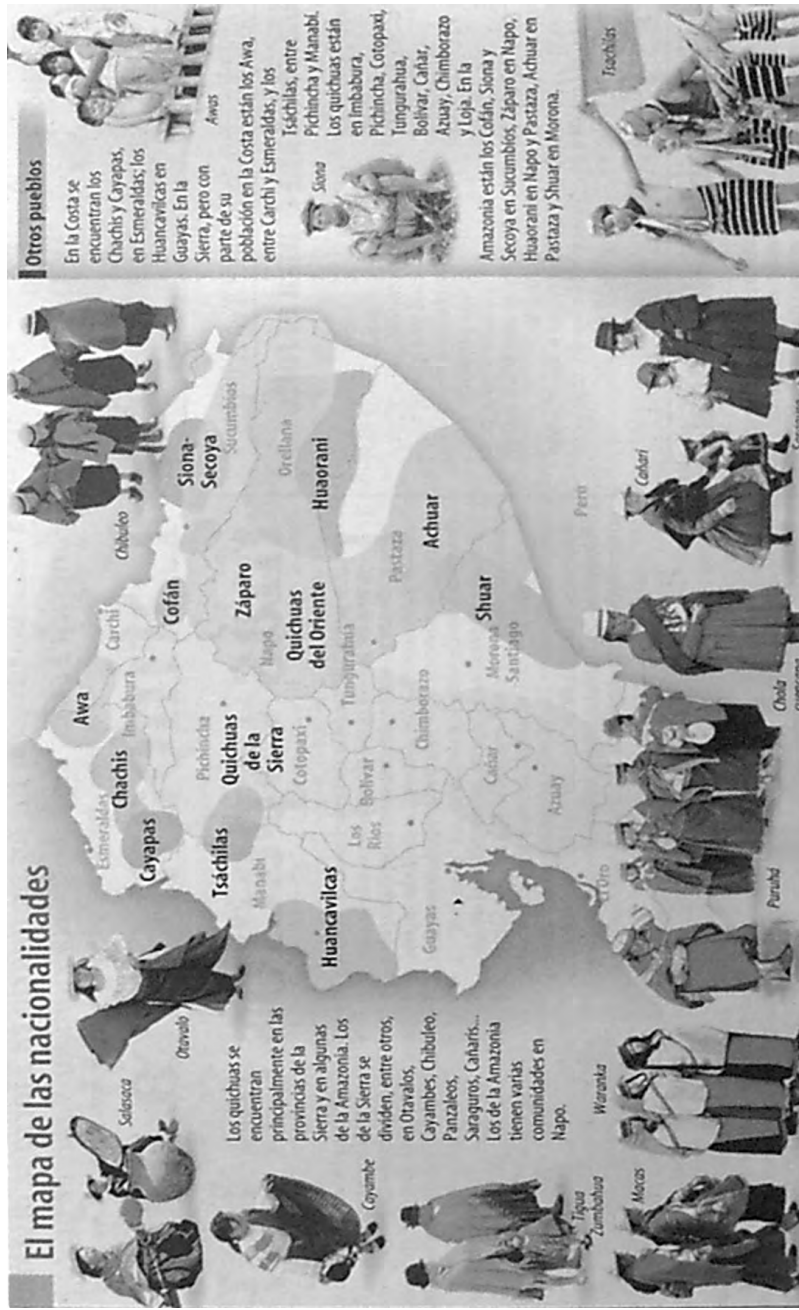 El mapa de las nacionalidades
Salasaca
Otavalo
Los quichuas se
encuentran
principalmente en las
provincias de la
Sierra y en algunas
de la Amazonia. Los
de la Sierra se
dividen, entre otros,
en Otavalos,
Cayambes, Chibuleo,
Panzaleos,
Saraguros, Cañaris...
Los de la Amazonia
tienen varias
comunidades en
Napo.
Cayambe
Tigua
Zumbahua
Macas
Waranka
Puruhá
Chola
Cañari
Chibuleo
Esmeraldas
Awa
Carchi
Chachis
Imbabura
Cayapas
Cofán
Siona-
Secoya
Sucumbíos
Tsáchilas
Pichincha
Quichuas
de la
Sierra
Napo
Záparo
Orellana
Manabí
Cotopaxi
Quichuas
del Oriente
Huaorani
Huancavilcas
Los
Ríos
Bolívar
Tungurahua
Pastaza
Guayas
Chimborazo
Achuar
Cañar
Morona
Santiago
Shuar
Azuay
El Oro
Perú
Otros pueblos
En la Costa se
encuentran los
Chachis y Cayapas,
en Esmeraldas; los
Huancavilcas en
Guayas. En la
Sierra, pero con
parte de su
población en la Costa están los Awa,
entre Carchi y Esmeraldas, y los
Tsáchilas, entre
Pichincha y Manabí.
Los quichuas están
en Imbabura,
Pichincha, Cotopaxi,
Tungurahua,
Bolívar, Cañar,
Azuay, Chimborazo
y Loja. En la
Amazonia están los Cofán, Siona y
Secoya en Sucumbios, Záparo en Napo,
Huaorani en Napo y Pastaza, Achuar en
Pastaza y Shuar en Morona.
Awas
Siona
Tsachilas